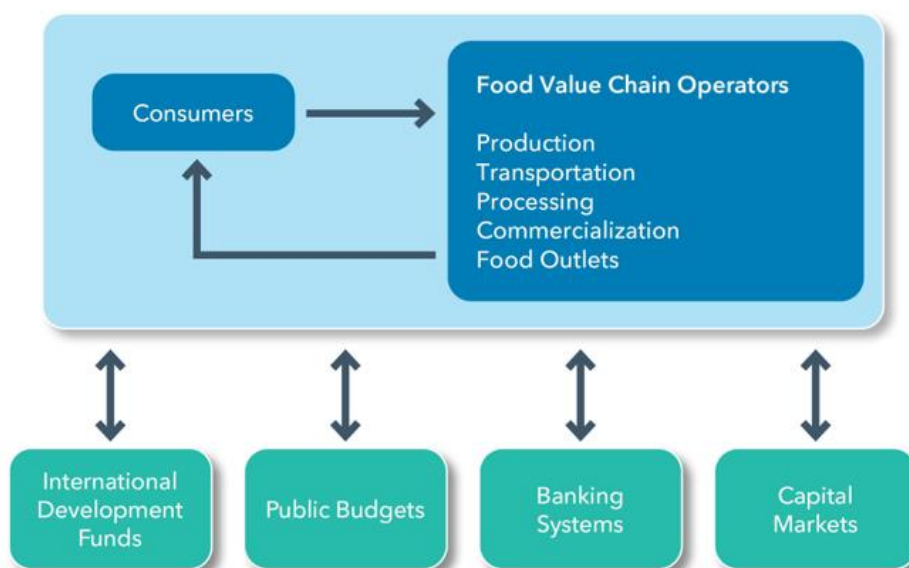 Consumers
Food Value Chain Operators
Production
Transportation
Processing
Commercialization
Food Outlets
International
Development
Funds
Public Budgets
Banking
Systems
Capital
Markets